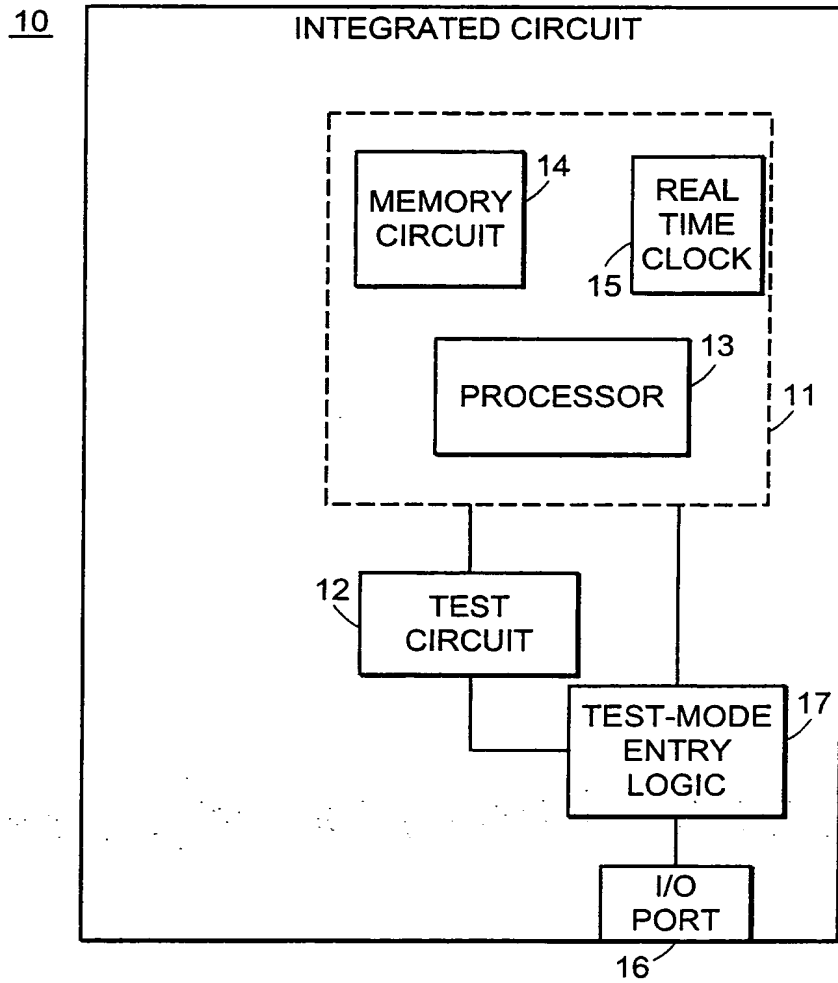 10
INTEGRATED CIRCUIT
MEMORY
CIRCUIT
14
REAL
TIME
CLOCK
15
PROCESSOR
13
11
12
TEST
CIRCUIT
TEST-MODE
ENTRY
LOGIC
17
I/O
PORT
16